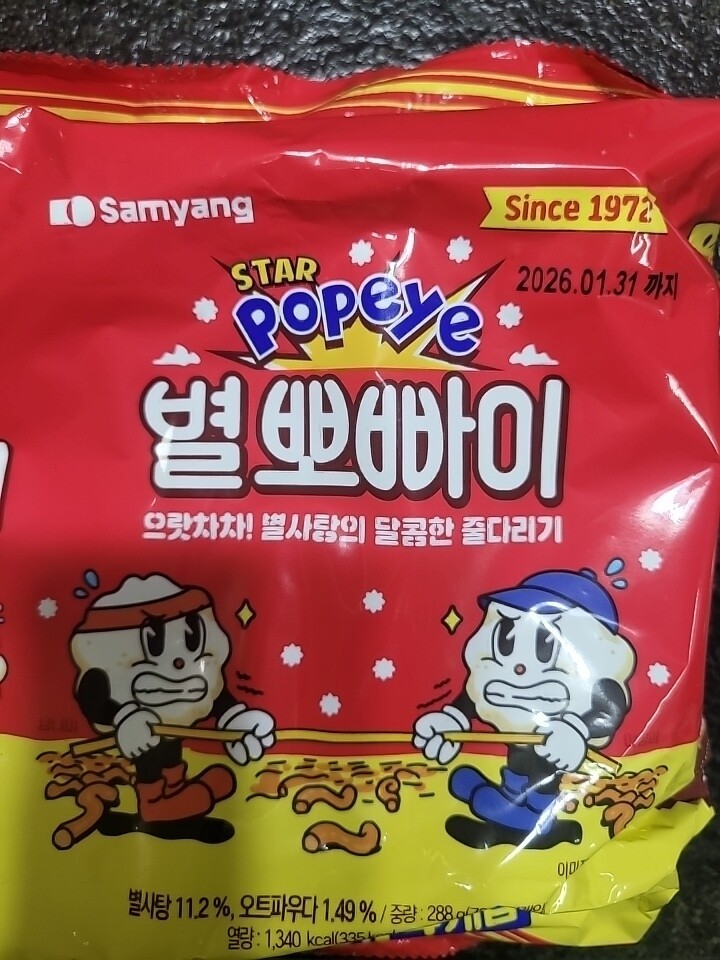 Samyang
Since 1972
2026.01.31 까지
STAR
Popeye
별뽀빠이
으랏차차! 별사탕의 달콤한 줄다리기
별사탕 11.2 %, 오트파우다 1.49 % / 중량 : 288
열량 : 1,340 kcal(335